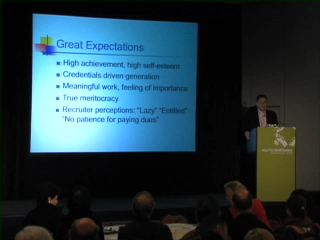 Great Expectations
High achievement, high self-esteem
Credentials driven generation
Meaningful work, feeling of importance
True meritocracy
Recruiter perceptions: "Lazy" "Entitled"
"No patience for paying dues"